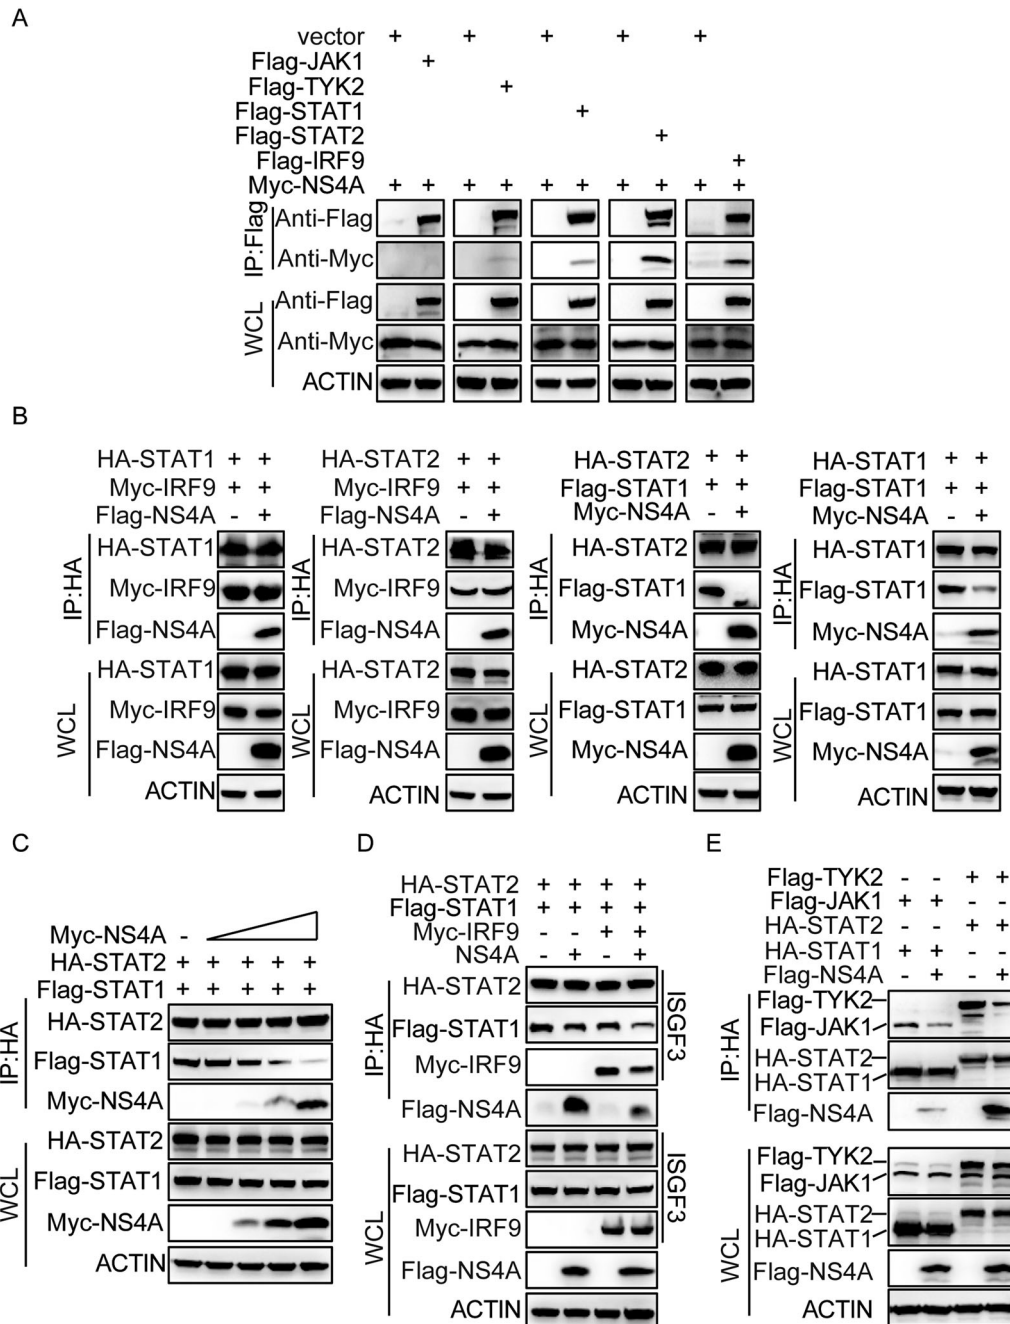 A
vector + + + + +
Flag-JAK1 +
Flag-TYK2 +
Flag-STAT1 +
Flag-STAT2 +
Flag-IRF9 +
Myc-NS4A + + + + + + + + + +
IP:Flag
Anti-Flag
Anti-Myc
WCL
Anti-Flag
Anti-Myc
ACTIN
B
HA-STAT1 + +
Myc-IRF9 + +
Flag-NS4A - +
IP:HA
HA-STAT1
Myc-IRF9
Flag-NS4A
WCL
HA-STAT1
Myc-IRF9
Flag-NS4A
ACTIN
HA-STAT2 + +
Myc-IRF9 + +
Flag-NS4A - +
IP:HA
HA-STAT2
Myc-IRF9
Flag-NS4A
WCL
HA-STAT2
Myc-IRF9
Flag-NS4A
ACTIN
HA-STAT2 + +
Flag-STAT1 + +
Myc-NS4A - +
IP:HA
HA-STAT2
Flag-STAT1
Myc-NS4A
WCL
HA-STAT2
Flag-STAT1
Myc-NS4A
ACTIN
HA-STAT1 + +
Flag-STAT1 + +
Myc-NS4A - +
IP:HA
HA-STAT1
Flag-STAT1
Myc-NS4A
WCL
HA-STAT1
Flag-STAT1
Myc-NS4A
ACTIN
C
Myc-NS4A -
HA-STAT2 + + + + +
Flag-STAT1 + + + + +
IP:HA
HA-STAT2
Flag-STAT1
Myc-NS4A
WCL
HA-STAT2
Flag-STAT1
Myc-NS4A
ACTIN
D
HA-STAT2 + + + +
Flag-STAT1 + + + +
Myc-IRF9 - - + +
NS4A - + - +
IP:HA
HA-STAT2
Flag-STAT1
Myc-IRF9
ISGF3
Flag-NS4A
WCL
HA-STAT2
Flag-STAT1
Myc-IRF9
ISGF3
Flag-NS4A
ACTIN
E
Flag-TYK2 - - + +
Flag-JAK1 + + - -
HA-STAT2 - - + +
HA-STAT1 + + - -
Flag-NS4A - + - +
IP:HA
Flag-TYK2
Flag-JAK1
HA-STAT2
HA-STAT1
Flag-NS4A
WCL
Flag-TYK2
Flag-JAK1
HA-STAT2
HA-STAT1
Flag-NS4A
ACTIN